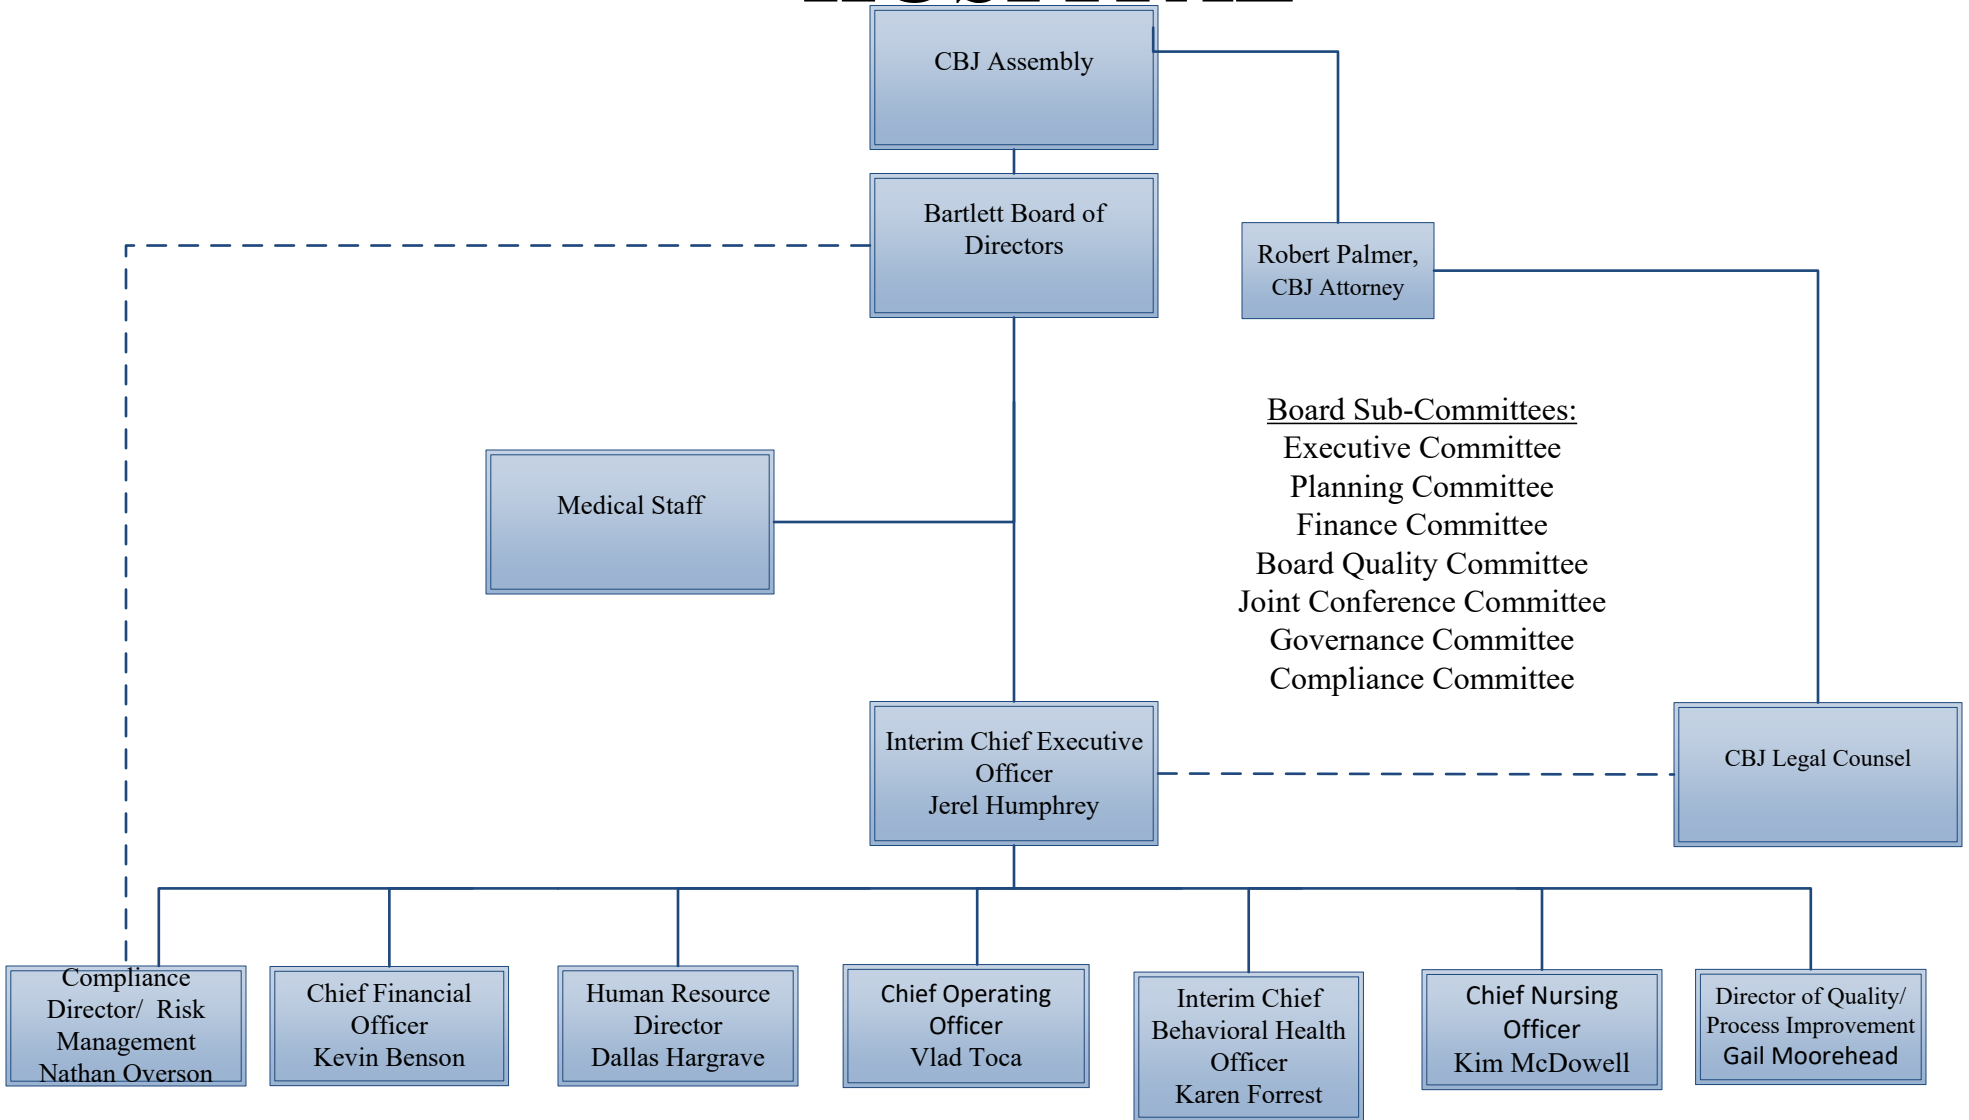 CBJ Assembly
Bartlett Board of
Directors
Robert Palmer,
CBJ Attorney
Board Sub-Committees:
Executive Committee
Planning Committee
Finance Committee
Board Quality Committee
Joint Conference Committee
Governance Committee
Compliance Committee
Medical Staff
Interim Chief Executive
Officer
Jerel Humphrey
CBJ Legal Counsel
Compliance
Director/ Risk
Management
Nathan Overson
Chief Financial
Officer
Kevin Benson
Human Resource
Director
Dallas Hargrave
Chief Operating
Officer
Vlad Toca
Interim Chief
Behavioral Health
Officer
Karen Forrest
Chief Nursing
Officer
Kim McDowell
Director of Quality/
Process Improvement
Gail Moorehead